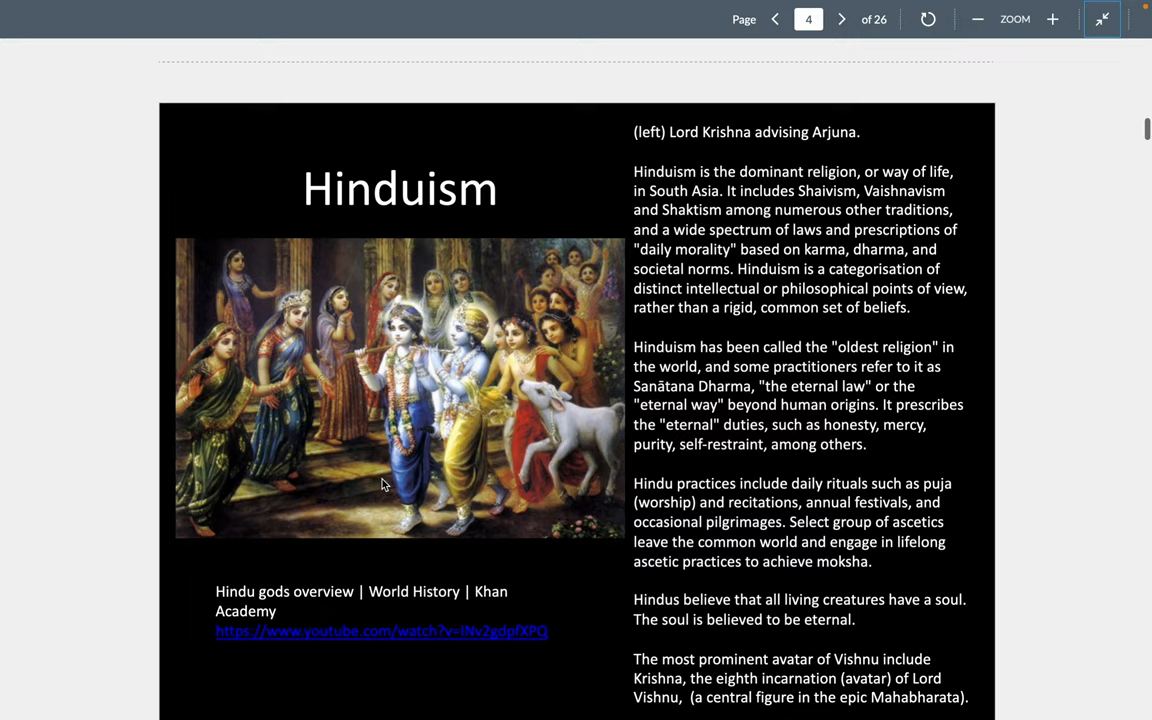 Page 4 of 26 ZOOM
Hinduism
(left) Lord Krishna advising Arjuna.
Hinduism is the dominant religion, or way of life,
in South Asia. It includes Shaivism, Vaishnavism
and Shaktism among numerous other traditions,
and a wide spectrum of laws and prescriptions of
"daily morality" based on karma, dharma, and
societal norms. Hinduism is a categorisation of
distinct intellectual or philosophical points of view,
rather than a rigid, common set of beliefs.
Hinduism has been called the "oldest religion" in
the world, and some practitioners refer to it as
Sanātana Dharma, "the eternal law" or the
"eternal way" beyond human origins. It prescribes
the "eternal" duties, such as honesty, mercy,
purity, self-restraint, among others.
Hindu practices include daily rituals such as puja
(worship) and recitations, annual festivals, and
occasional pilgrimages. Select group of ascetics
leave the common world and engage in lifelong
ascetic practices to achieve moksha.
Hindus believe that all living creatures have a soul.
The soul is believed to be eternal.
The most prominent avatar of Vishnu include
Krishna, the eighth incarnation (avatar) of Lord
Vishnu, (a central figure in the epic Mahabharata).
Hindu gods overview | World History | Khan
Academy